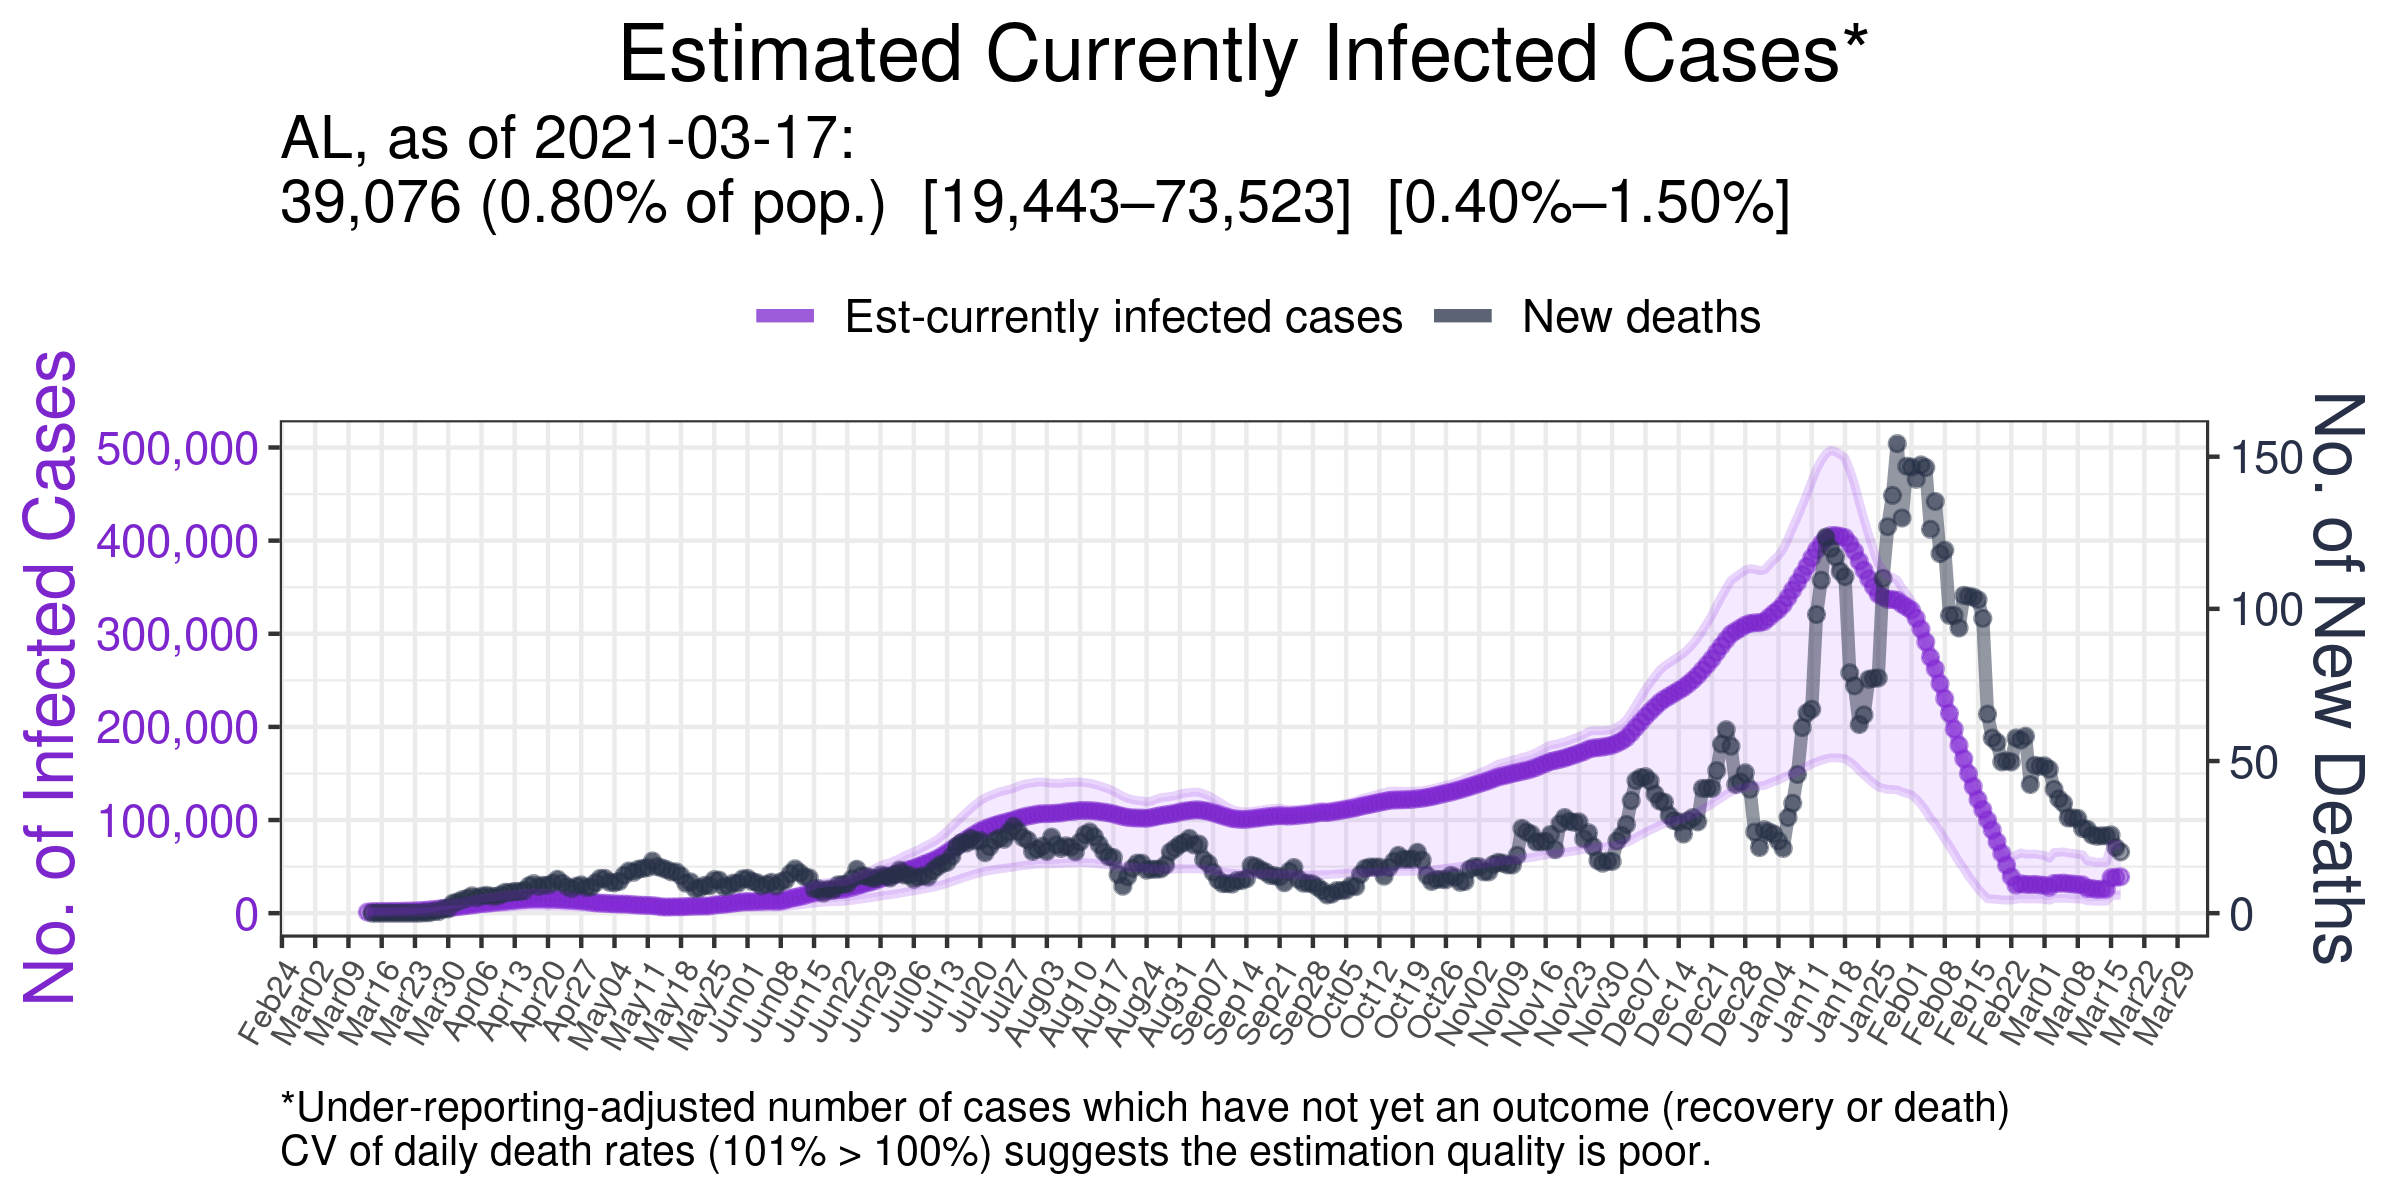 Estimated Currently Infected Cases*
AL, as of 2021-03-17:
39,076 (0.80% of pop.)  [19,443–73,523]  [0.40%–1.50%]
Est-currently infected cases
New deaths
No. of Infected Cases
500,000
400,000
300,000
200,000
100,000
0
150
100
50
0
No. of New Deaths
Feb24
Mar02
Mar09
Mar16
Mar23
Mar30
Apr06
Apr13
Apr20
Apr27
May04
May11
May18
May25
Jun01
Jun08
Jun15
Jun22
Jun29
Jul06
Jul13
Jul20
Jul27
Aug03
Aug10
Aug17
Aug24
Aug31
Sep07
Sep14
Sep21
Sep28
Oct05
Oct12
Oct19
Oct26
Nov02
Nov09
Nov16
Nov23
Nov30
Dec07
Dec14
Dec21
Dec28
Jan04
Jan11
Jan18
Jan25
Feb01
Feb08
Feb15
Feb22
Mar01
Mar08
Mar15
Mar22
Mar29
*Under-reporting-adjusted number of cases which have not yet an outcome (recovery or death)
CV of daily death rates (101% > 100%) suggests the estimation quality is poor.